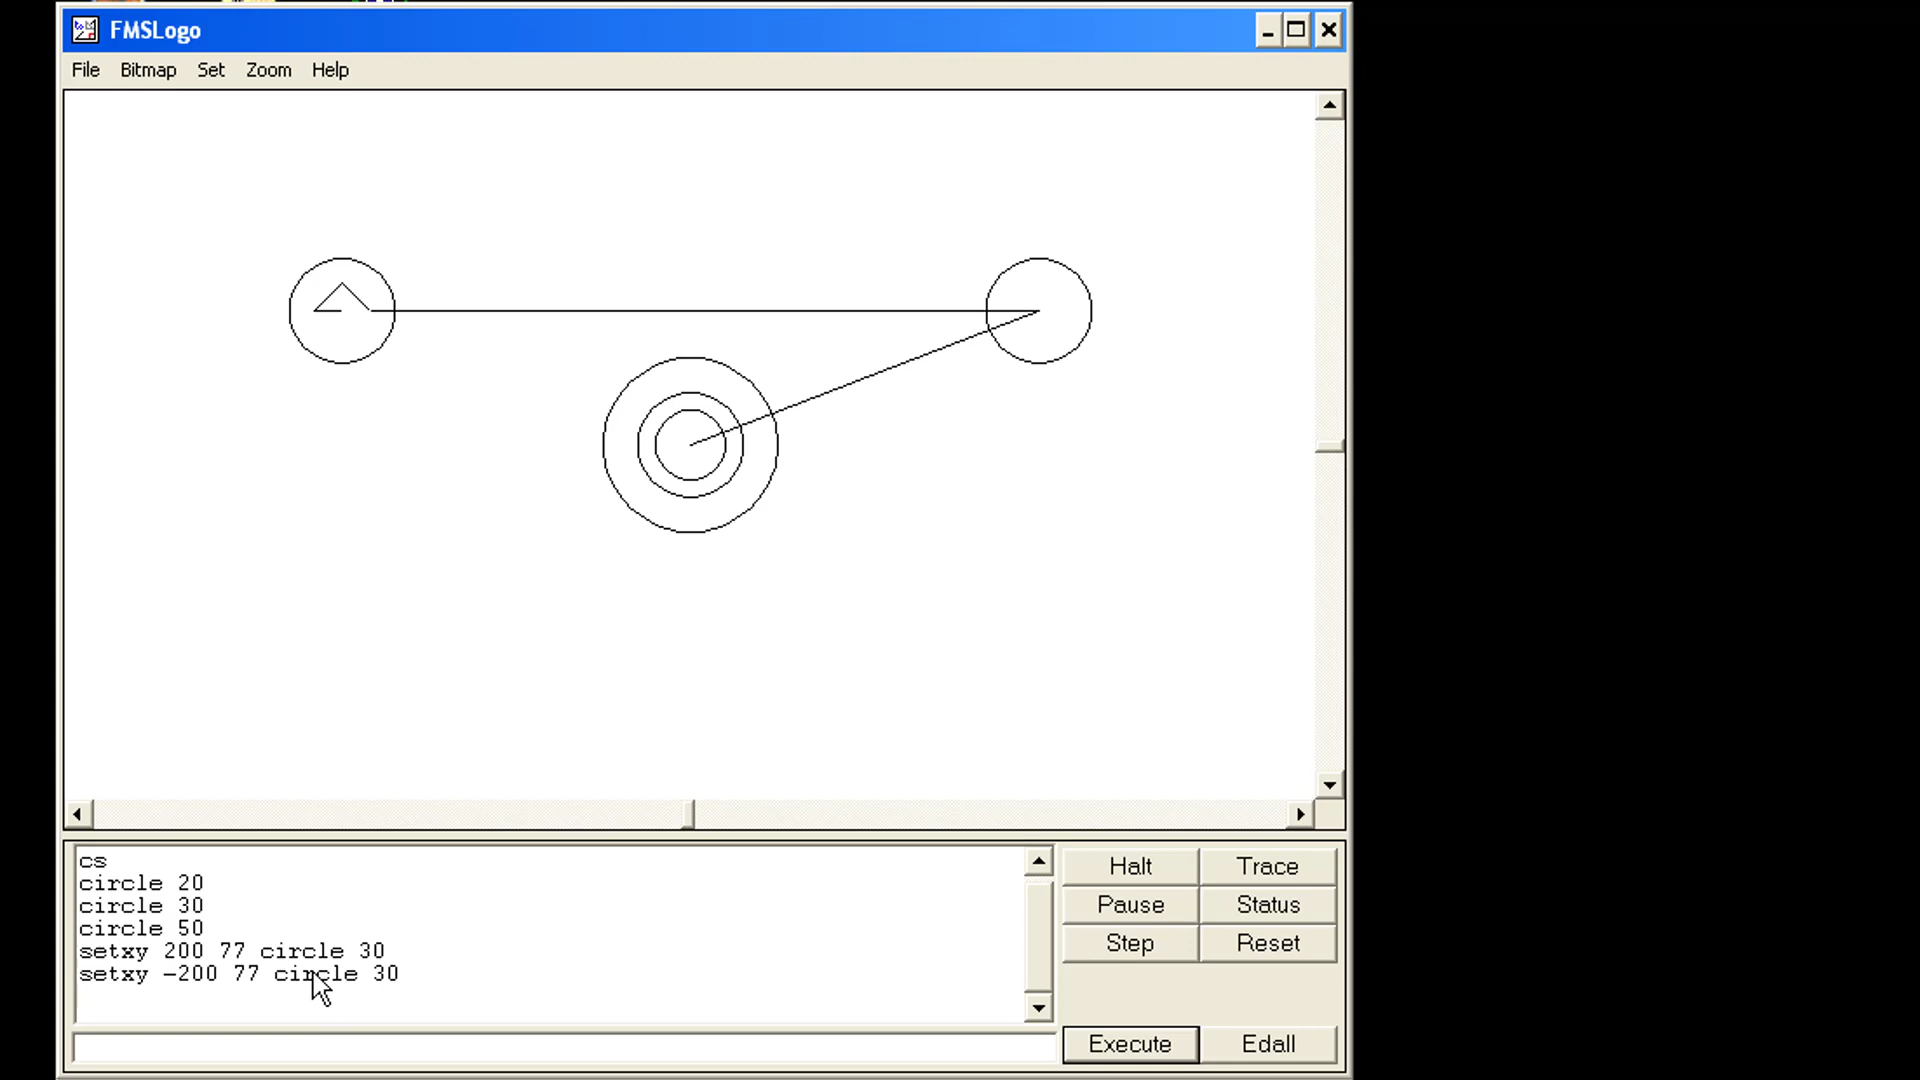 FMSLogo
File Bitmap Set Zoom Help
cs
circle 20
circle 30
circle 50
setxy 200 77 circle 30
setxy -200 77 circle 30
Halt Trace
Pause Status
Step Reset
Execute Edall